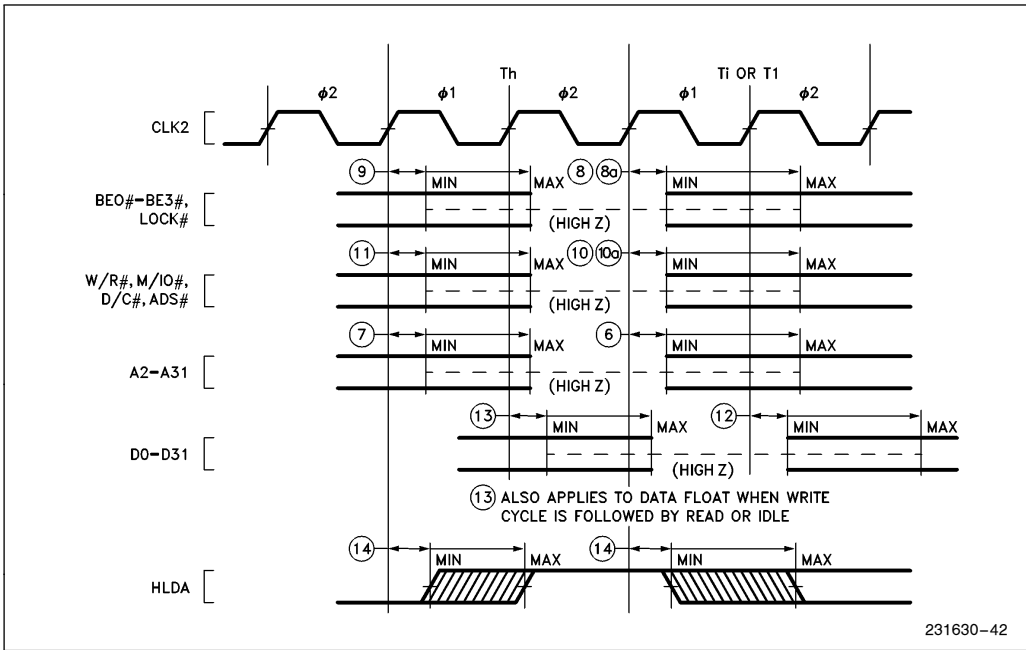 Th Ti OR T1
ϕ2 ϕ1 ϕ2 ϕ1 ϕ2
CLK2
9 8 8a
MIN MAX MIN MAX
BE0#–BE3#,
LOCK#
(HIGH Z)
11 10 10a
MIN MAX MIN MAX
W/R#, M/IO#,
D/C#, ADS#
(HIGH Z)
7 6
MIN MAX MIN MAX
A2–A31
(HIGH Z)
13 12
MIN MAX MIN MAX
D0–D31
(HIGH Z)
13 ALSO APPLIES TO DATA FLOAT WHEN WRITE
CYCLE IS FOLLOWED BY READ OR IDLE
14 14
MIN MAX MIN MAX
HLDA
231630–42